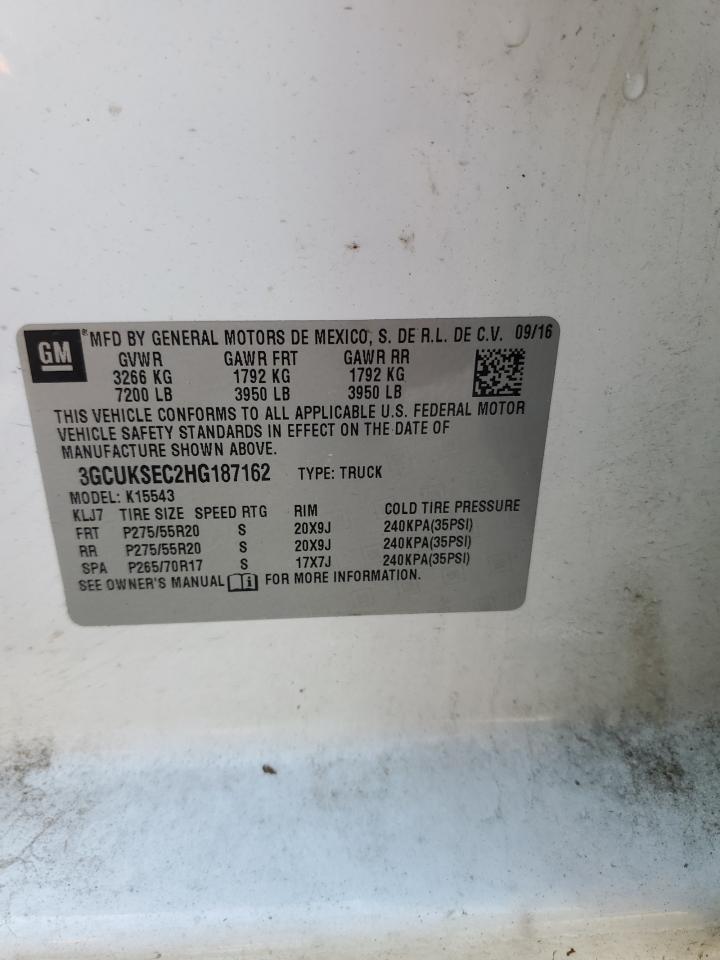 GM ® MFD BY GENERAL MOTORS DE MEXICO, S. DE R.L. DE C.V. 09/16
GVWR GAWR FRT GAWR RR
3266 KG 1792 KG 1792 KG
7200 LB 3950 LB 3950 LB
THIS VEHICLE CONFORMS TO ALL APPLICABLE U.S. FEDERAL MOTOR
VEHICLE SAFETY STANDARDS IN EFFECT ON THE DATE OF
MANUFACTURE SHOWN ABOVE.
3GCUKSEC2HG187162 TYPE: TRUCK
MODEL: K15543
KLJ7 TIRE SIZE SPEED RTG RIM COLD TIRE PRESSURE
FRT P275/55R20 S 20X9J 240KPA(35PSI)
RR P275/55R20 S 20X9J 240KPA(35PSI)
SPA P265/70R17 S 17X7J 240KPA(35PSI)
SEE OWNER'S MANUAL i FOR MORE INFORMATION.